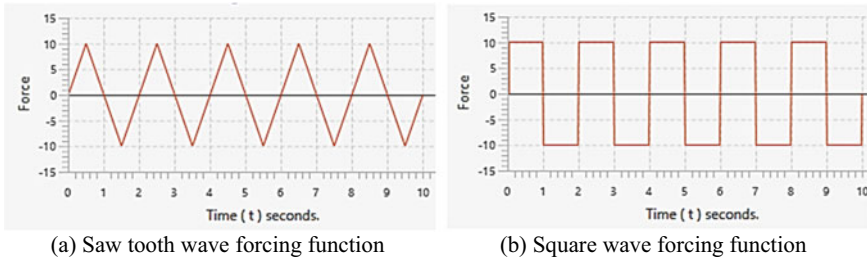 15
10
5
0
-5
-10
-15
Force
0 1 2 3 4 5 6 7 8 9 10
Time ( t ) seconds.
(a) Saw tooth wave forcing function
15
10
5
0
-5
-10
-15
Force
0 1 2 3 4 5 6 7 8 9 10
Time ( t ) seconds.
(b) Square wave forcing function